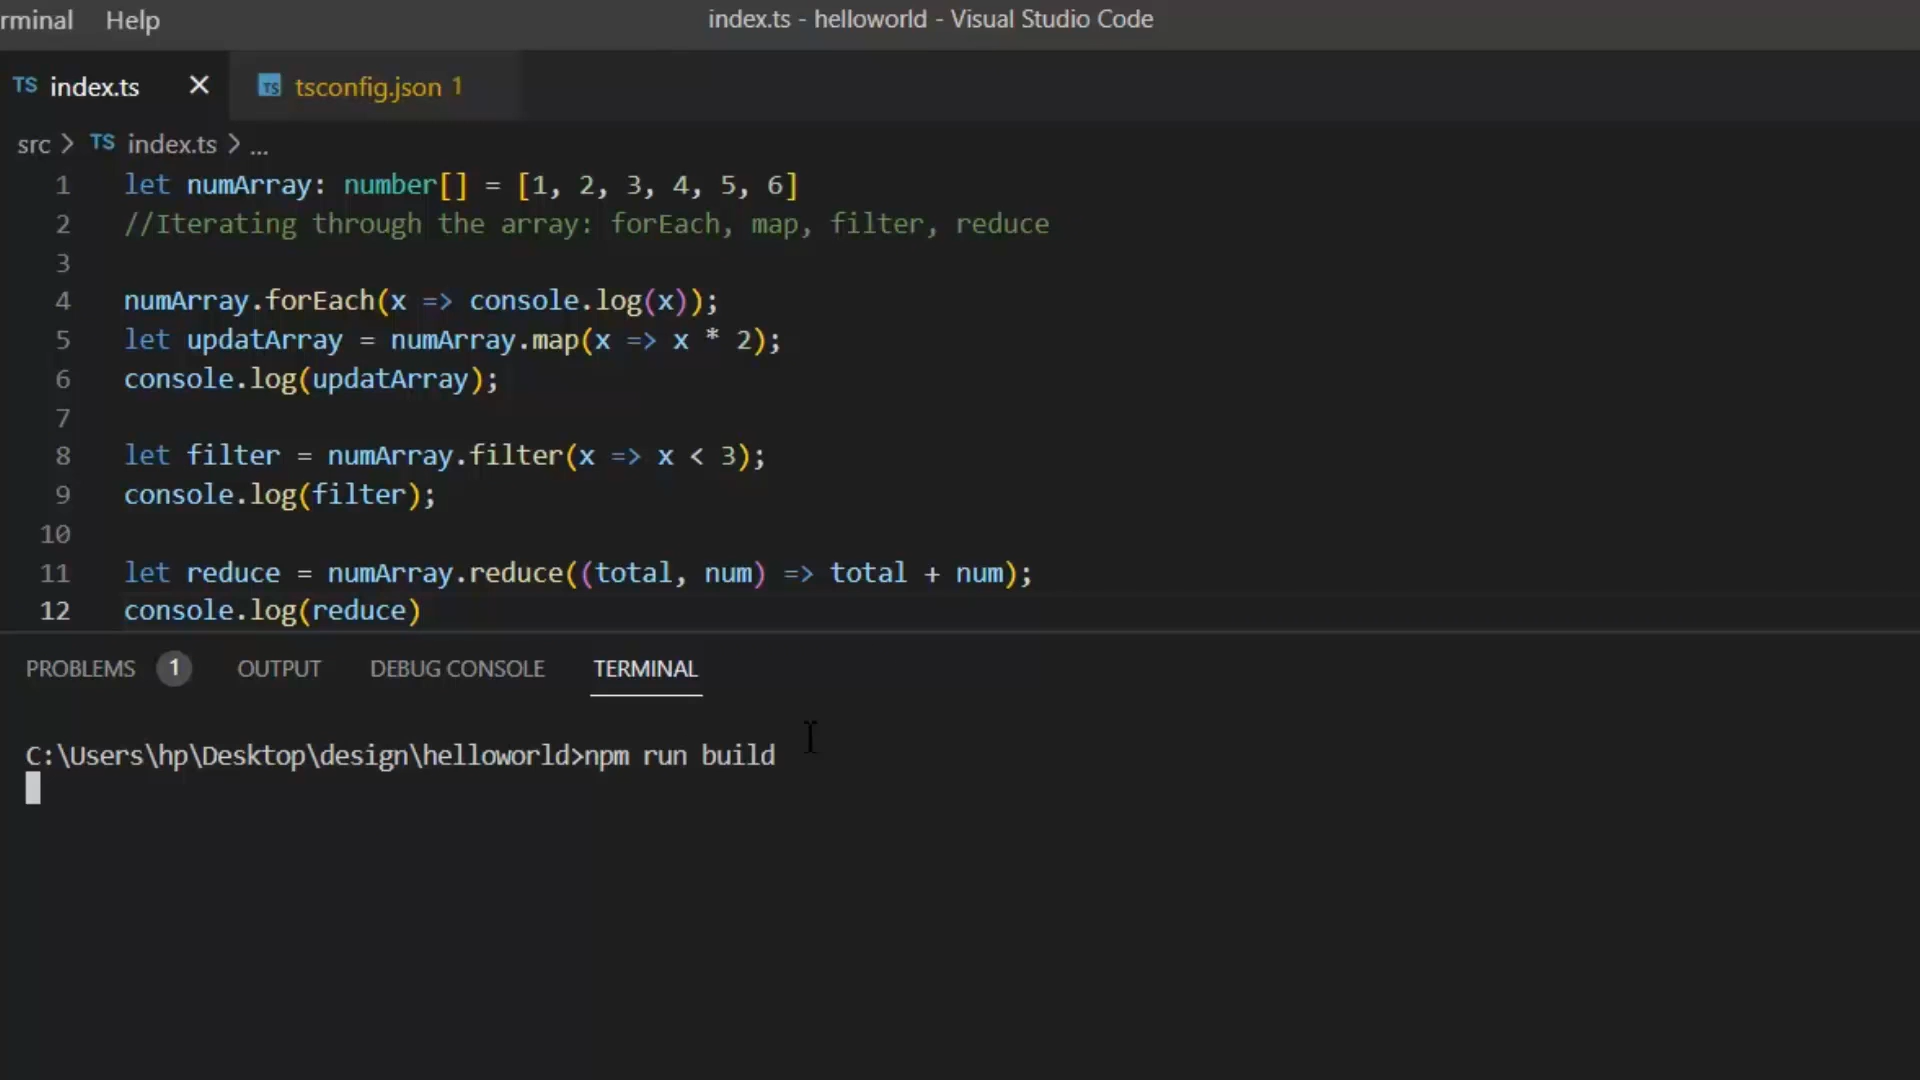 rminal Help index.ts - helloworld - Visual Studio Code
TS index.ts × TS tsconfig.json 1
src > TS index.ts > ...
1 let numArray: number[] = [1, 2, 3, 4, 5, 6]
2 //Iterating through the array: forEach, map, filter, reduce
3
4 numArray.forEach(x => console.log(x));
5 let updatArray = numArray.map(x => x * 2);
6 console.log(updatArray);
7
8 let filter = numArray.filter(x => x < 3);
9 console.log(filter);
10
11 let reduce = numArray.reduce((total, num) => total + num);
12 console.log(reduce)
PROBLEMS 1 OUTPUT DEBUG CONSOLE TERMINAL
C:\Users\hp\Desktop\design\helloworld>npm run build